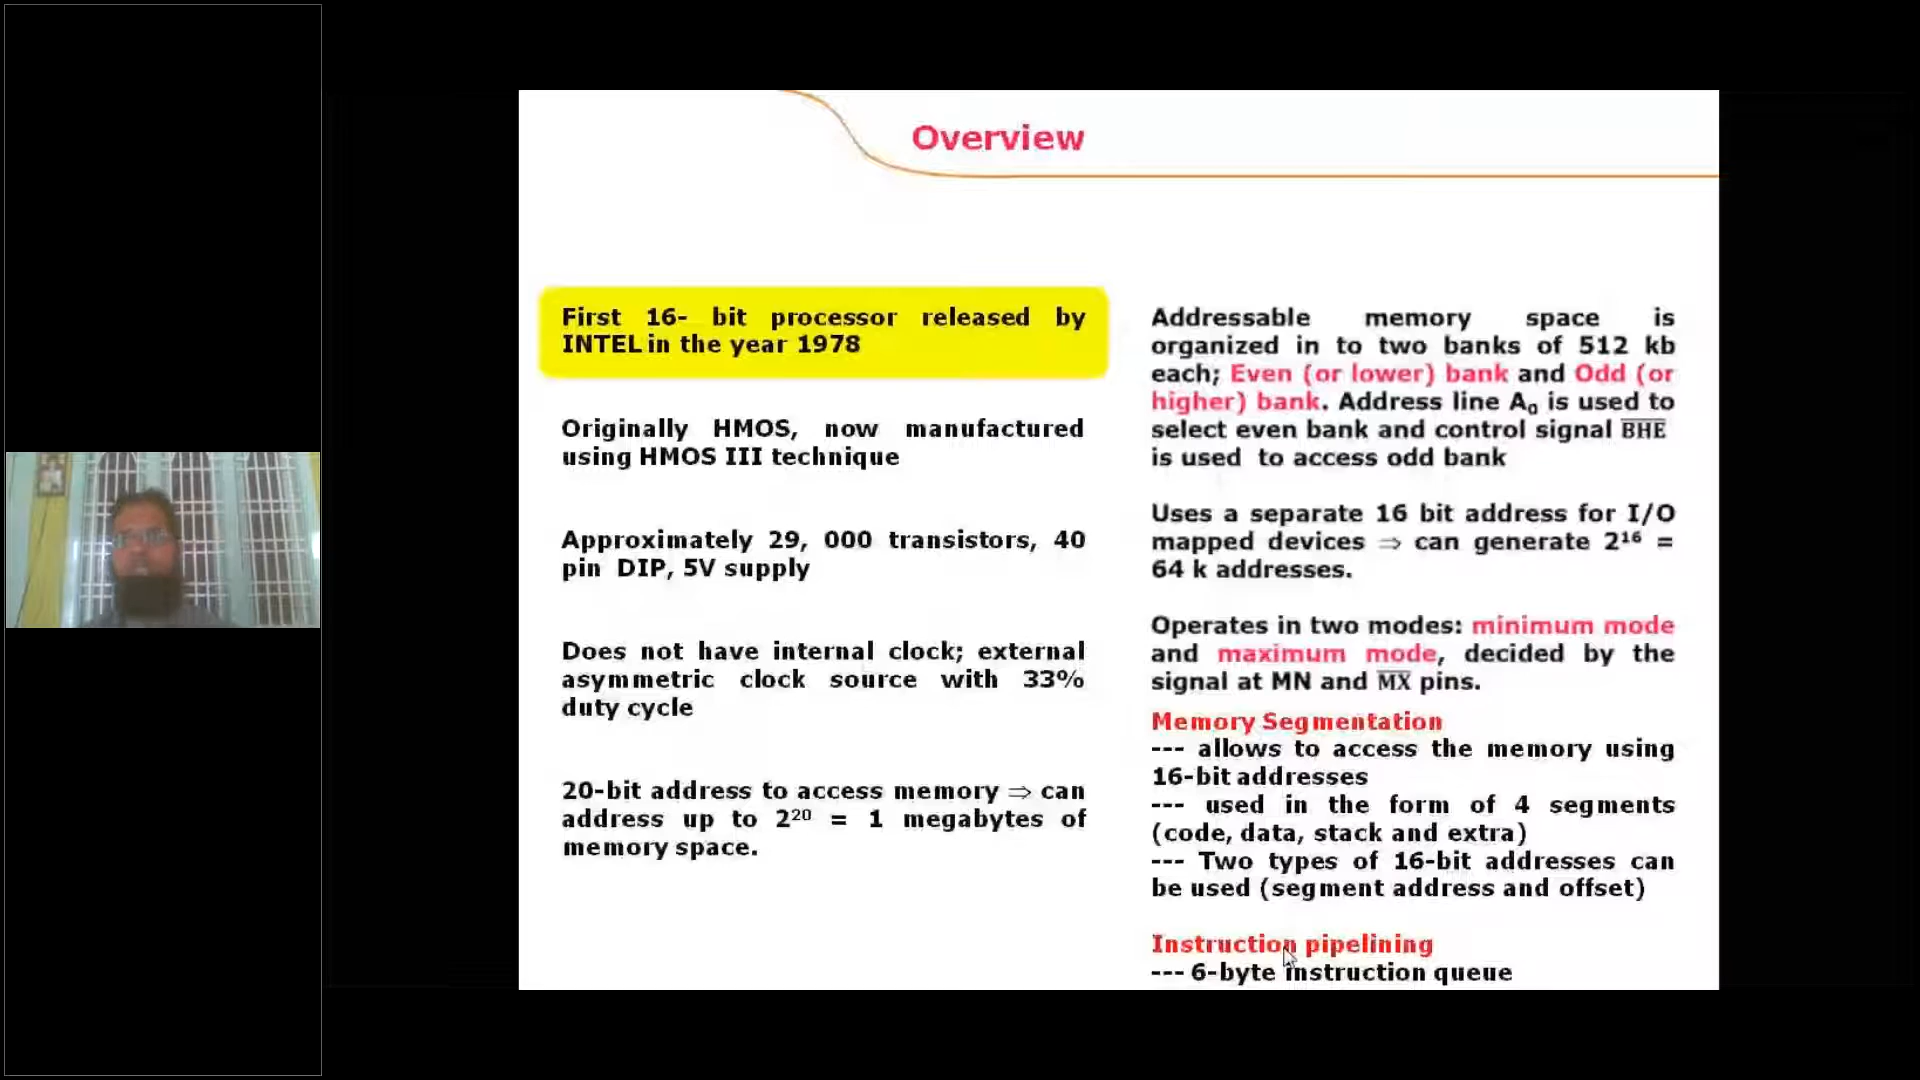 Overview
First 16- bit processor released by
INTEL in the year 1978
Originally HMOS, now manufactured
using HMOS III technique
Approximately 29, 000 transistors, 40
pin DIP, 5V supply
Does not have internal clock; external
asymmetric clock source with 33%
duty cycle
20-bit address to access memory ⇒ can
address up to 2²⁰ = 1 megabytes of
memory space.
Addressable memory space is
organized in to two banks of 512 kb
each; Even (or lower) bank and Odd (or
higher) bank. Address line A₀ is used to
select even bank and control signal B̅H̅E̅
is used to access odd bank
Uses a separate 16 bit address for I/O
mapped devices ⇒ can generate 2¹⁶ =
64 k addresses.
Operates in two modes: minimum mode
and maximum mode, decided by the
signal at MN and M̅X̅ pins.
Memory Segmentation
--- allows to access the memory using
16-bit addresses
--- used in the form of 4 segments
(code, data, stack and extra)
--- Two types of 16-bit addresses can
be used (segment address and offset)
Instruction pipelining
--- 6-byte instruction queue